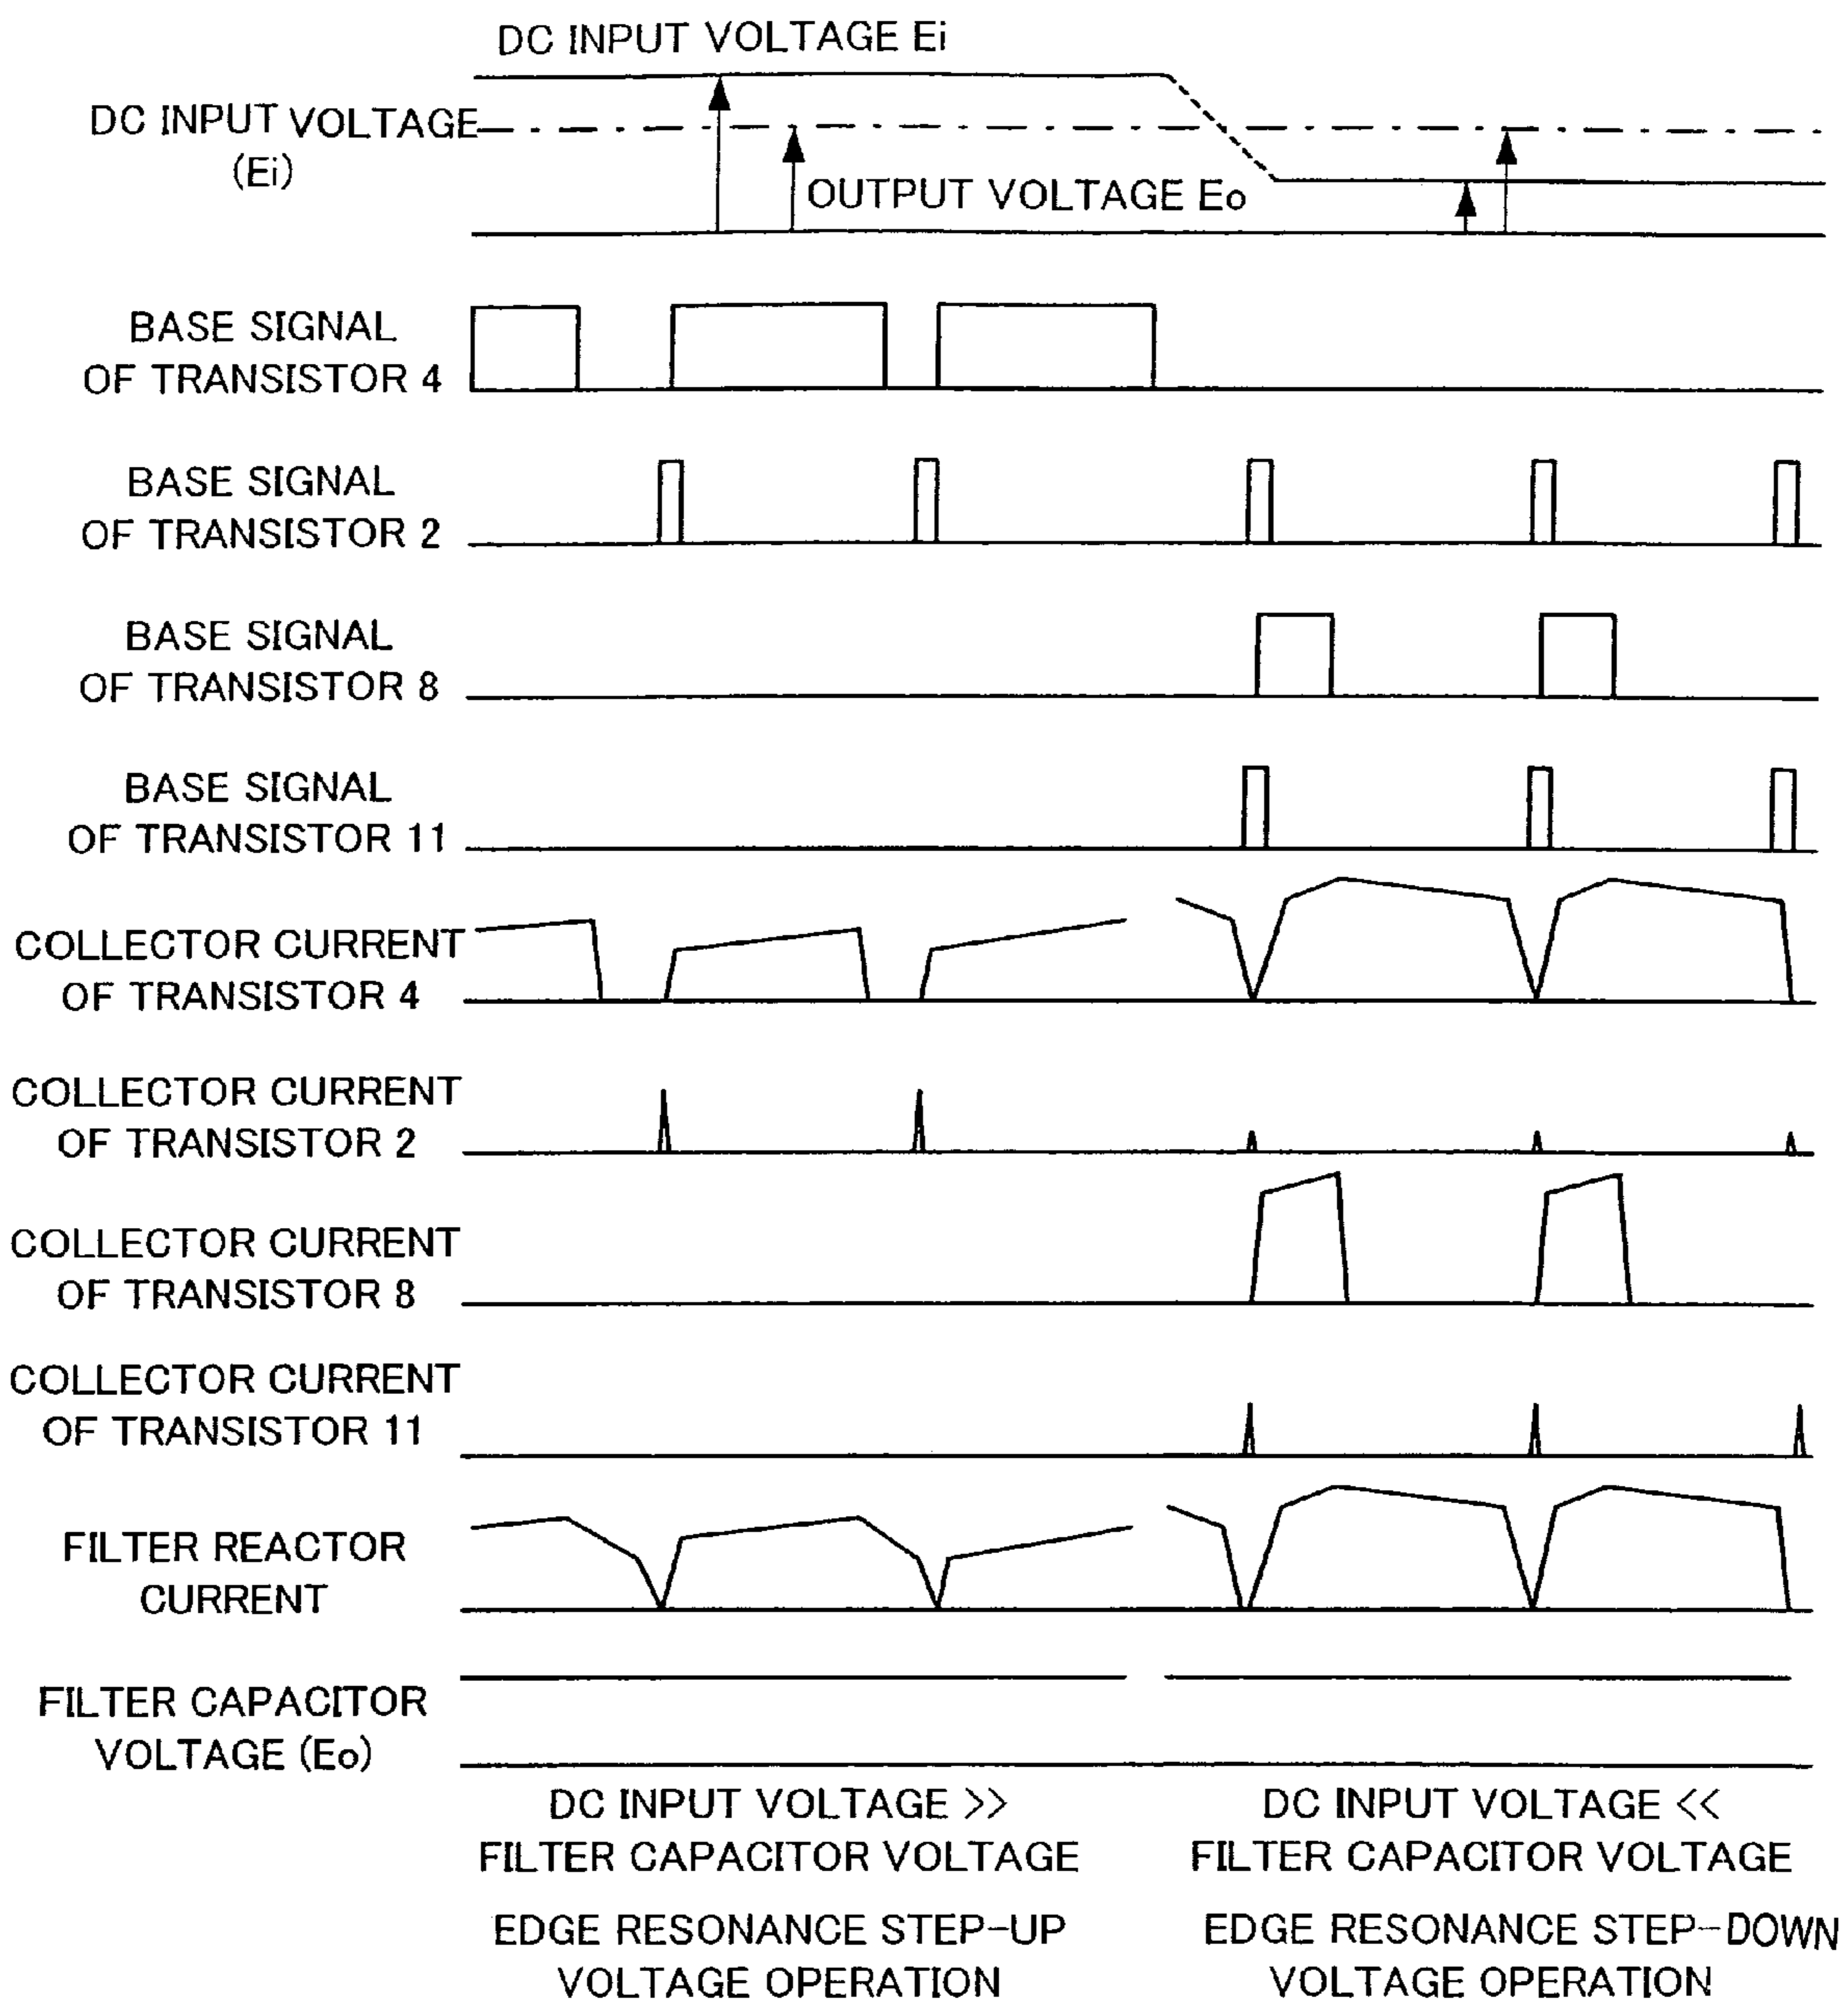 DC INPUT VOLTAGE Ei
DC INPUT VOLTAGE
(Ei)
OUTPUT VOLTAGE Eo
BASE SIGNAL
OF TRANSISTOR 4
BASE SIGNAL
OF TRANSISTOR 2
BASE SIGNAL
OF TRANSISTOR 8
BASE SIGNAL
OF TRANSISTOR 11
COLLECTOR CURRENT
OF TRANSISTOR 4
COLLECTOR CURRENT
OF TRANSISTOR 2
COLLECTOR CURRENT
OF TRANSISTOR 8
COLLECTOR CURRENT
OF TRANSISTOR 11
FILTER REACTOR
CURRENT
FILTER CAPACITOR
VOLTAGE (Eo)
DC INPUT VOLTAGE >>
FILTER CAPACITOR VOLTAGE
EDGE RESONANCE STEP-UP
VOLTAGE OPERATION
DC INPUT VOLTAGE <<
FILTER CAPACITOR VOLTAGE
EDGE RESONANCE STEP-DOWN
VOLTAGE OPERATION